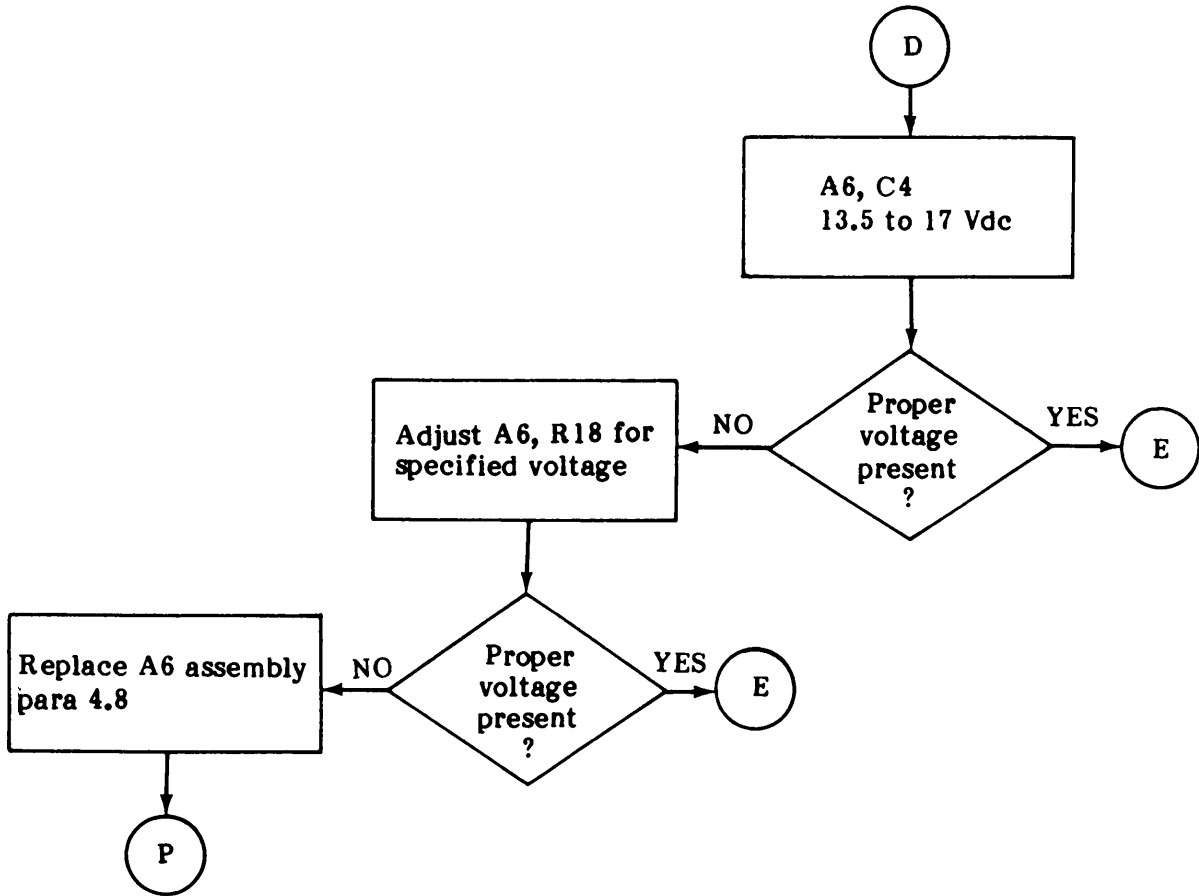 D
A6, C4
13.5 to 17 Vdc
Proper
voltage
present
?
NO
YES
E
Adjust A6, R18 for
specified voltage
Proper
voltage
present
?
NO
YES
E
Replace A6 assembly
para 4.8
P